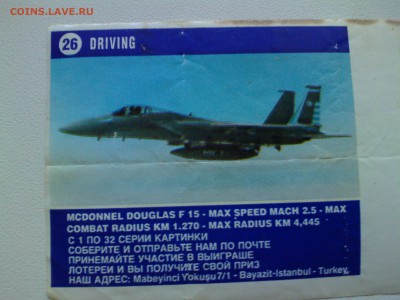 COINS.LAVE.RU
26 DRIVING
MCDONNEL DOUGLAS F 15 - MAX SPEED MACH 2.5 - MAX
COMBAT RADIUS KM 1.270 - MAX RADIUS KM 4,445
С 1 ПО 32 СЕРИИ КАРТИНКИ
СОБЕРИТЕ И ОТПРАВЬТЕ НАМ ПО ПОЧТЕ
ПРИНЕМАЙТЕ УЧАСТИЕ В ВЫИГРАШЕ
ЛОТЕРЕИ И ВЫ ПОЛУЧИТЕ СВОЙ ПРИЗ
НАШ АДРЕС: Mabeyinci Yokuşu7/1 - Bayazit-Istanbul - Turkey